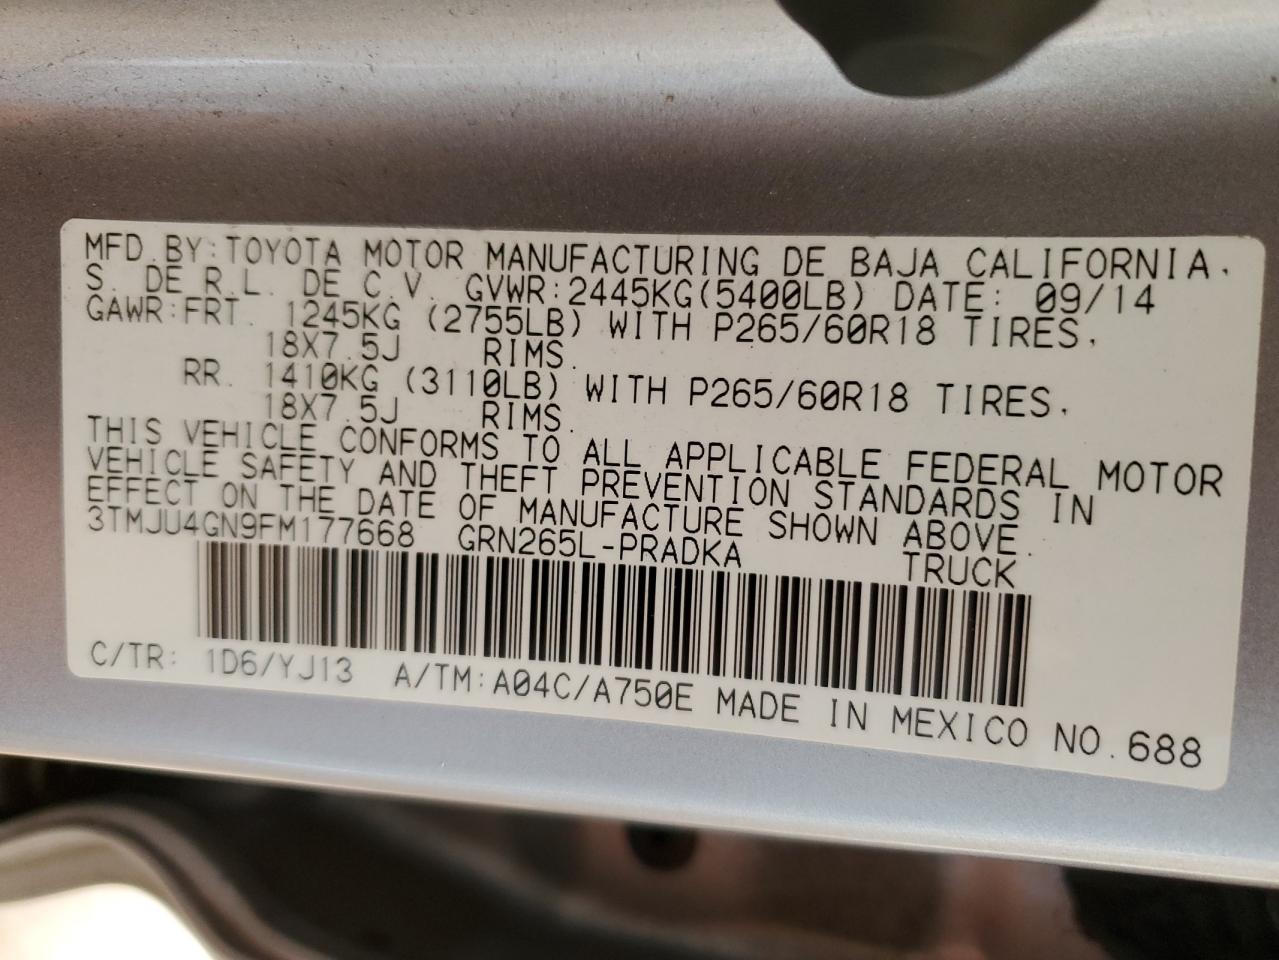 MFD.BY:TOYOTA MOTOR MANUFACTURING DE BAJA CALIFORNIA.
S. DE R.L. DE C.V. GVWR:2445KG(5400LB) DATE: 09/14
GAWR:FRT. 1245KG (2755LB) WITH P265/60R18 TIRES.
18X7.5J RIMS.
RR. 1410KG (3110LB) WITH P265/60R18 TIRES.
18X7.5J RIMS.
THIS VEHICLE CONFORMS TO ALL APPLICABLE FEDERAL MOTOR
VEHICLE SAFETY AND THEFT PREVENTION STANDARDS IN
EFFECT ON THE DATE OF MANUFACTURE SHOWN ABOVE.
3TMJU4GN9FM177668 GRN265L-PRADKA TRUCK
C/TR: 1D6/YJ13 A/TM:A04C/A750E MADE IN MEXICO NO.688